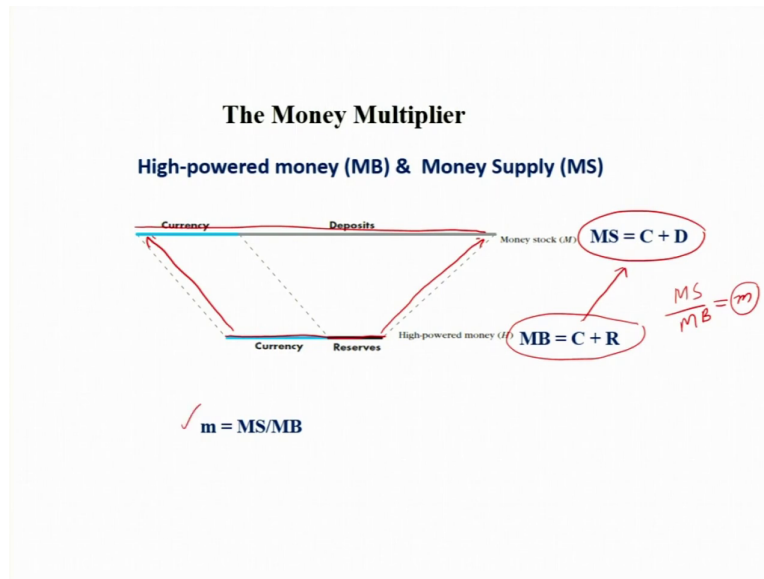 The Money Multiplier
High-powered money (MB) & Money Supply (MS)
Currency Deposits
Money stock (M) MS = C + D
MS/MB = m
High-powered money (H) MB = C + R
Currency Reserves
m = MS/MB